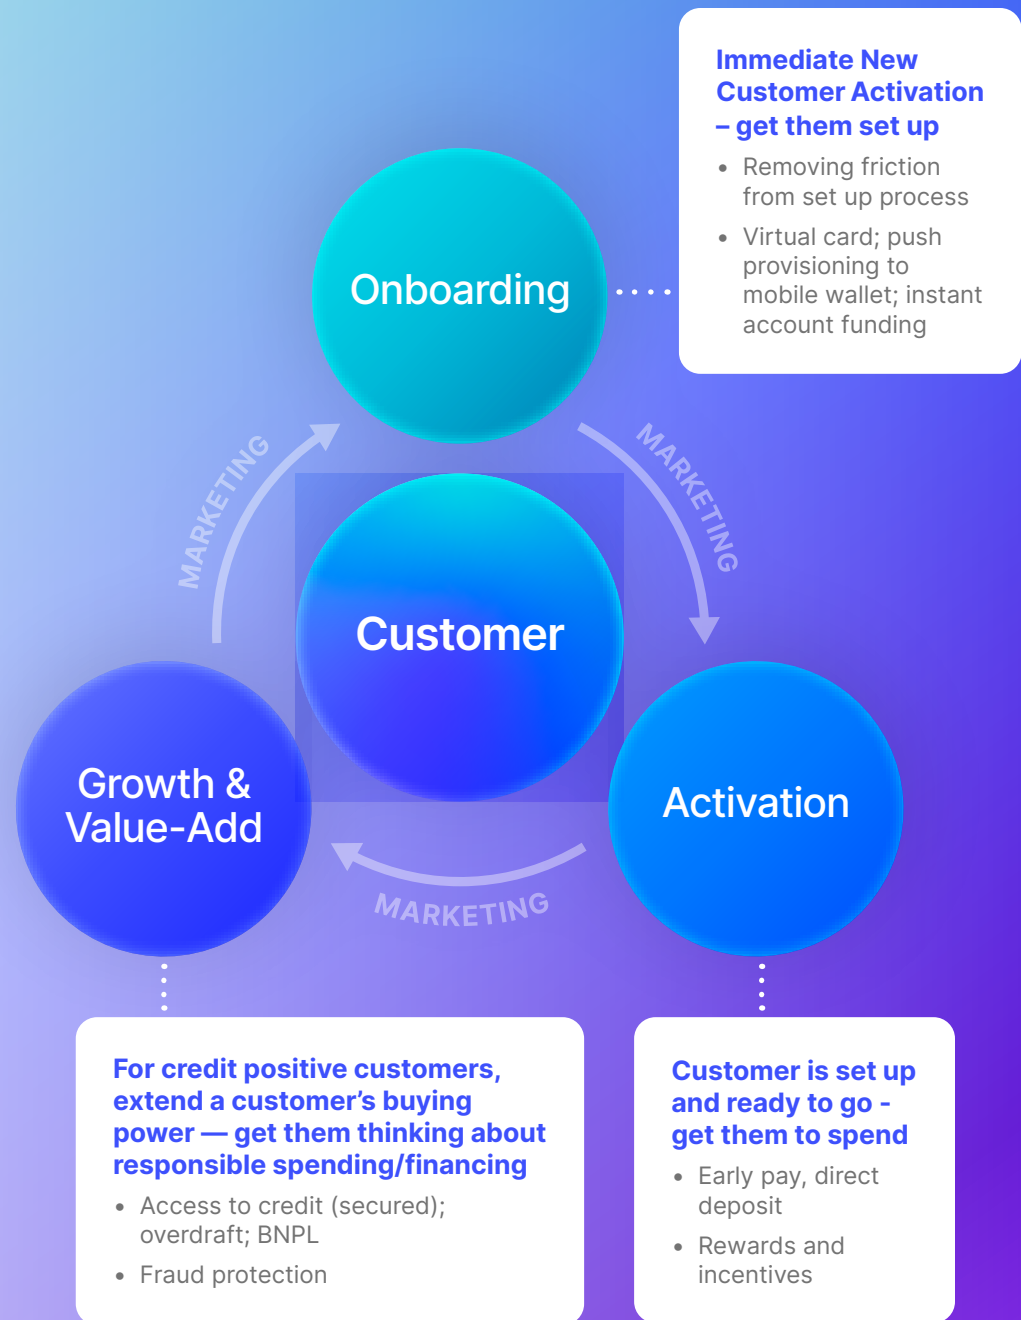 Immediate New
Customer Activation
– get them set up
• Removing friction
from set up process
• Virtual card; push
provisioning to
mobile wallet; instant
account funding
Onboarding
MARKETING
MARKETING
Customer
Growth &
Value-Add
Activation
MARKETING
For credit positive customers,
extend a customer’s buying
power — get them thinking about
responsible spending/financing
• Access to credit (secured);
overdraft; BNPL
• Fraud protection
Customer is set up
and ready to go -
get them to spend
• Early pay, direct
deposit
• Rewards and
incentives